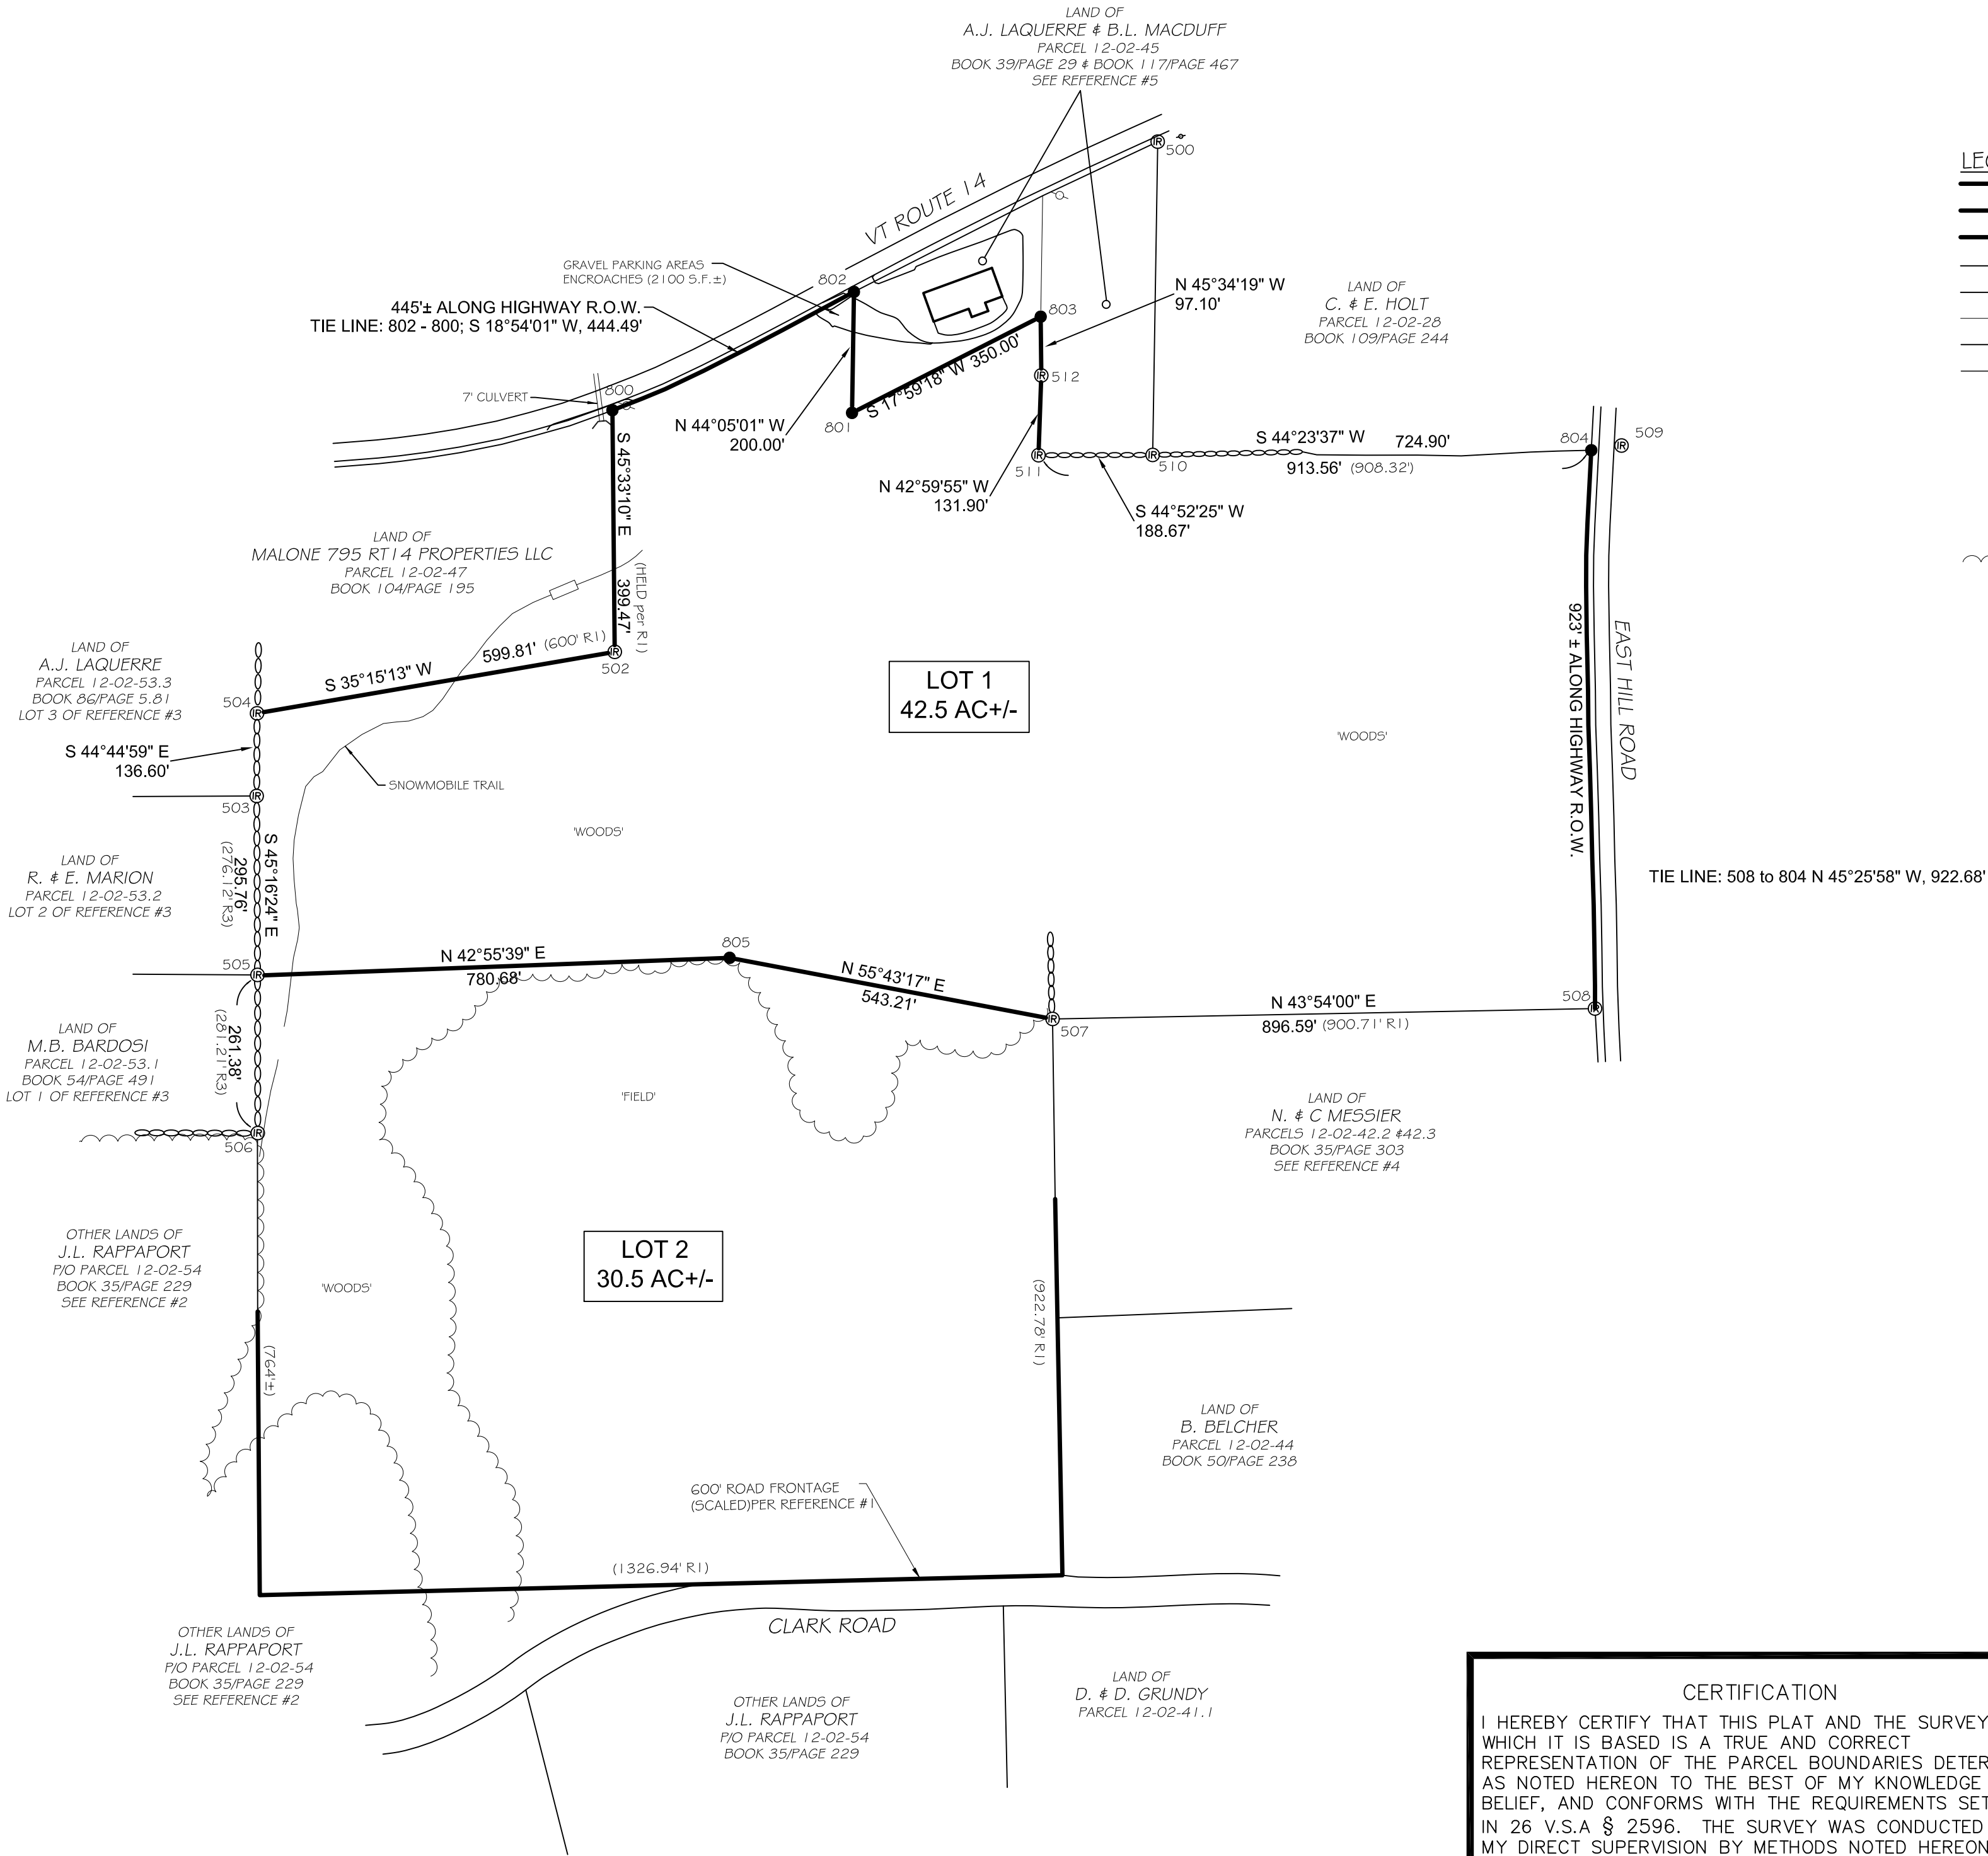 LAND OF
A.J. LAQUERRE & B.L. MACDUFF
PARCEL 12-02-45
BOOK 39/PAGE 29 & BOOK 117/PAGE 467
SEE REFERENCE #5
500
VT ROUTE 14
GRAVEL PARKING AREAS
ENCROACHES (2100 S.F.±)
802
445'± ALONG HIGHWAY R.O.W.
TIE LINE: 802 - 800; S 18°54'01" W, 444.49'
803
N 45°34'19" W
97.10'
LAND OF
C. & E. HOLT
PARCEL 12-02-28
BOOK 109/PAGE 244
IR 512
S 17°59'18" W 350.00'
7' CULVERT
800
N 44°05'01" W
200.00'
801
S 44°23'37" W 724.90'
913.56' (908.32')
804
IR 509
IR 511
IR 510
N 42°59'55" W
131.90'
S 44°52'25" W
188.67'
S 45°33'10" E 399.47'
(HELD per R1)
LAND OF
MALONE 795 RT14 PROPERTIES LLC
PARCEL 12-02-47
BOOK 104/PAGE 195
S 35°15'13" W 599.81' (600' R1)
IR 502
LAND OF
A.J. LAQUERRE
PARCEL 12-02-53.3
BOOK 86/PAGE 5.81
LOT 3 OF REFERENCE #3
504 IR
S 44°44'59" E
136.60'
SNOWMOBILE TRAIL
503 IR
LOT 1
42.5 AC+/-
'WOODS'
'WOODS'
923' ± ALONG HIGHWAY R.O.W.
EAST HILL ROAD
TIE LINE: 508 to 804 N 45°25'58" W, 922.68'
LAND OF
R. & E. MARION
PARCEL 12-02-53.2
LOT 2 OF REFERENCE #3
S 45°16'24" E
295.76'
(276.12' R3)
505 IR
N 42°55'39" E
780.68'
805
N 55°43'17" E
543.21'
IR 507
N 43°54'00" E
896.59' (900.71' R1)
508 IR
LAND OF
M.B. BARDOSI
PARCEL 12-02-53.1
BOOK 54/PAGE 491
LOT 1 OF REFERENCE #3
261.38'
(281.21' R3)
506 IR
'FIELD'
LAND OF
N. & C MESSIER
PARCELS 12-02-42.2 &42.3
BOOK 35/PAGE 303
SEE REFERENCE #4
OTHER LANDS OF
J.L. RAPPAPORT
P/O PARCEL 12-02-54
BOOK 35/PAGE 229
SEE REFERENCE #2
'WOODS'
LOT 2
30.5 AC+/-
(922.78' R1)
(764'±)
LAND OF
B. BELCHER
PARCEL 12-02-44
BOOK 50/PAGE 238
600' ROAD FRONTAGE
(SCALED)PER REFERENCE #1
(1326.94' R1)
CLARK ROAD
OTHER LANDS OF
J.L. RAPPAPORT
P/O PARCEL 12-02-54
BOOK 35/PAGE 229
SEE REFERENCE #2
OTHER LANDS OF
J.L. RAPPAPORT
P/O PARCEL 12-02-54
BOOK 35/PAGE 229
LAND OF
D. & D. GRUNDY
PARCEL 12-02-41.1
CERTIFICATION
I HEREBY CERTIFY THAT THIS PLAT AND THE SURVEY
WHICH IT IS BASED IS A TRUE AND CORRECT
REPRESENTATION OF THE PARCEL BOUNDARIES DETER
AS NOTED HEREON TO THE BEST OF MY KNOWLEDGE
BELIEF, AND CONFORMS WITH THE REQUIREMENTS SET
IN 26 V.S.A § 2596. THE SURVEY WAS CONDUCTED
MY DIRECT SUPERVISION BY METHODS NOTED HEREON